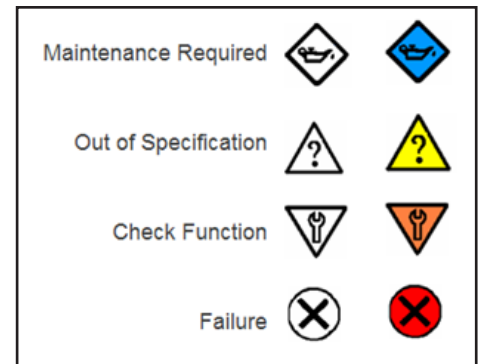 Maintenance Required
Out of Specification
? ?
Check Function
Failure